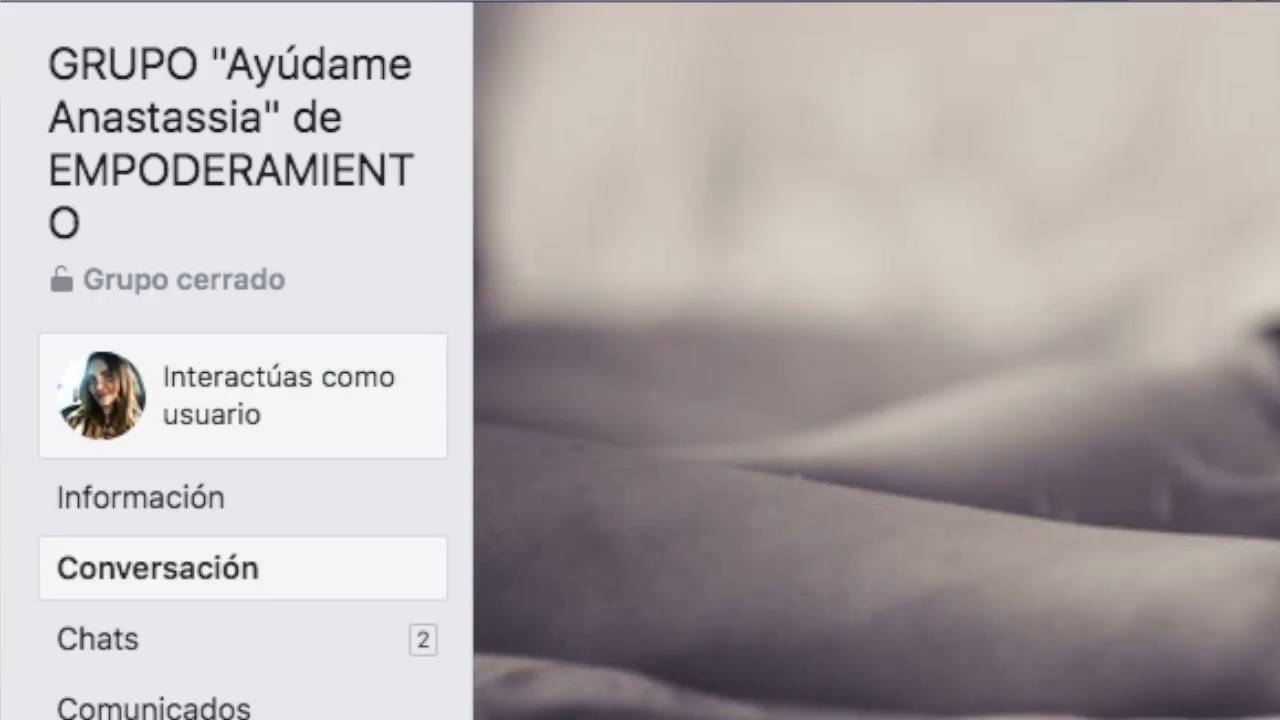 GRUPO "Ayúdame
Anastassia" de
EMPODERAMIENT
O
Grupo cerrado
Interactúas como
usuario
Información
Conversación
Chats
2
Comunicados